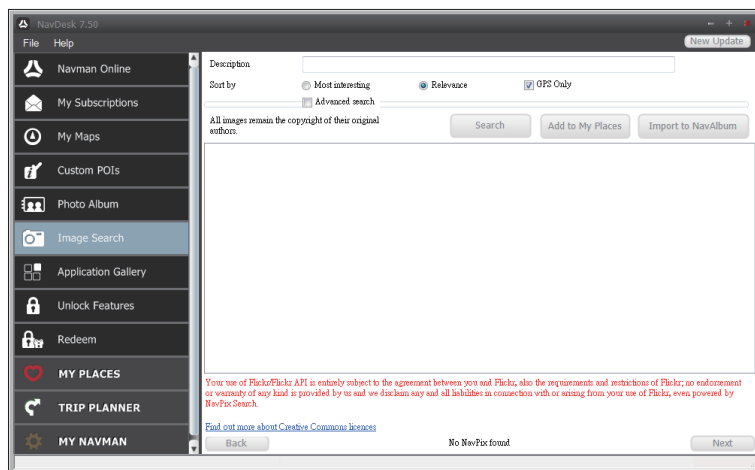 NavDesk 7.50
File Help
New Update
Navman Online
My Subscriptions
My Maps
Custom POIs
Photo Album
Image Search
Application Gallery
Unlock Features
Redeem
MY PLACES
TRIP PLANNER
MY NAVMAN
Description
Sort by Most interesting Relevance GPS Only
Advanced search
All images remain the copyright of their original
authors.
Search Add to My Places Import to NavAlbum
Your use of Flickr/Flickr API is entirely subject to the agreement between you and Flickr, also the requirements and restrictions of Flickr; no endorsement
or warranty of any kind is provided by us and we disclaim any and all liabilities in connection with or arising from your use of Flickr, even powered by
NavPix Search.
Find out more about Creative Commons licences
Back No NavPix found Next